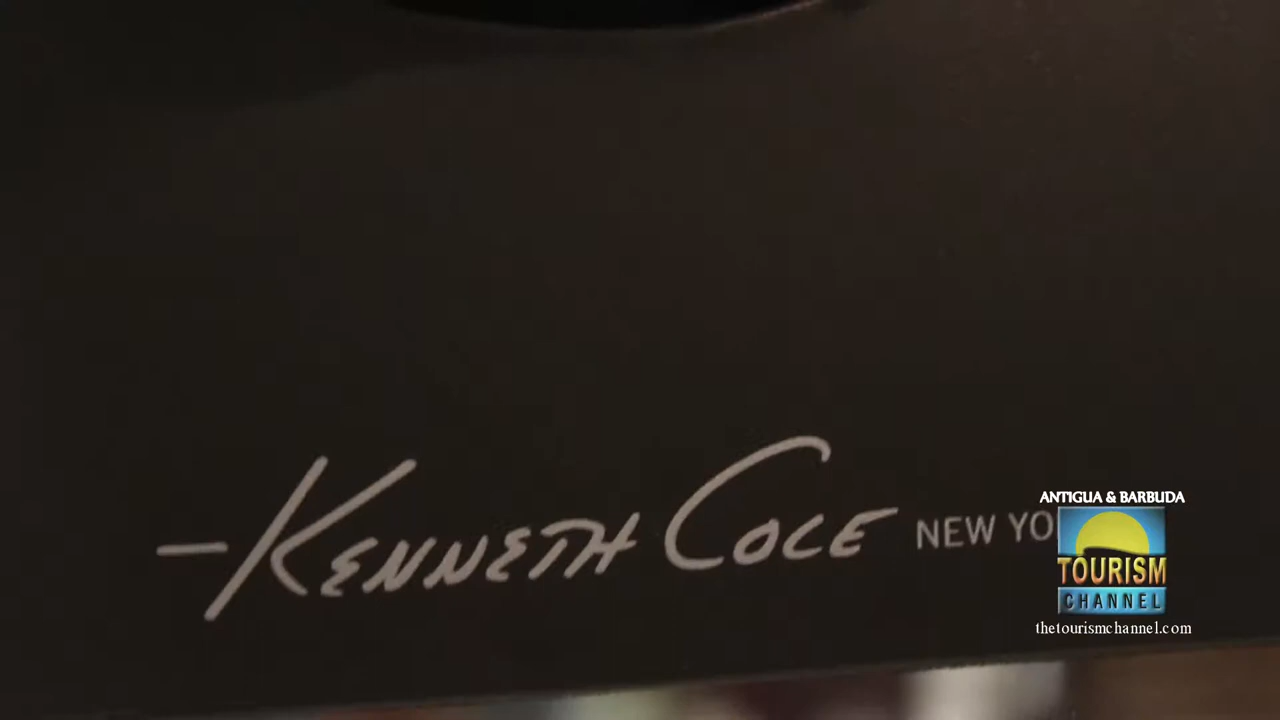 —KENNETH COLE NEW YO
ANTIGUA & BARBUDA
TOURISM
CHANNEL
thetourismchannel.com